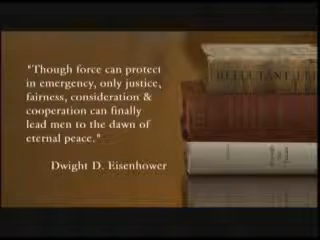 "Though force can protect
in emergency, only justice,
fairness, consideration &
cooperation can finally
lead men to the dawn of
eternal peace."
Dwight D. Eisenhower
RELUCTANT